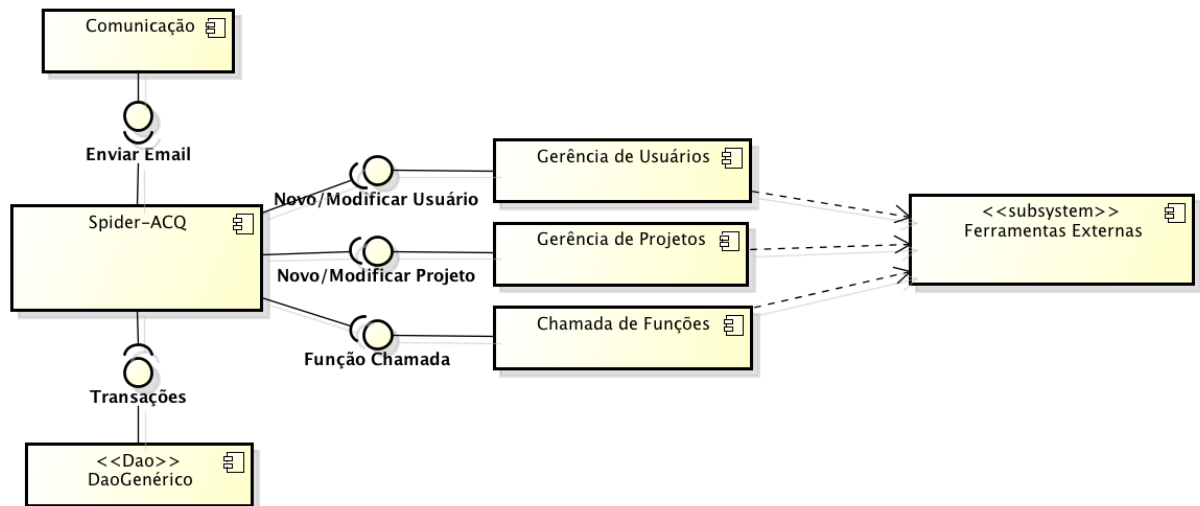 Comunicação
Enviar Email
Spider-ACQ
Transações
<<Dao>>
DaoGenérico
Novo/Modificar Usuário
Novo/Modificar Projeto
Função Chamada
Gerência de Usuários
Gerência de Projetos
Chamada de Funções
<<subsystem>>
Ferramentas Externas